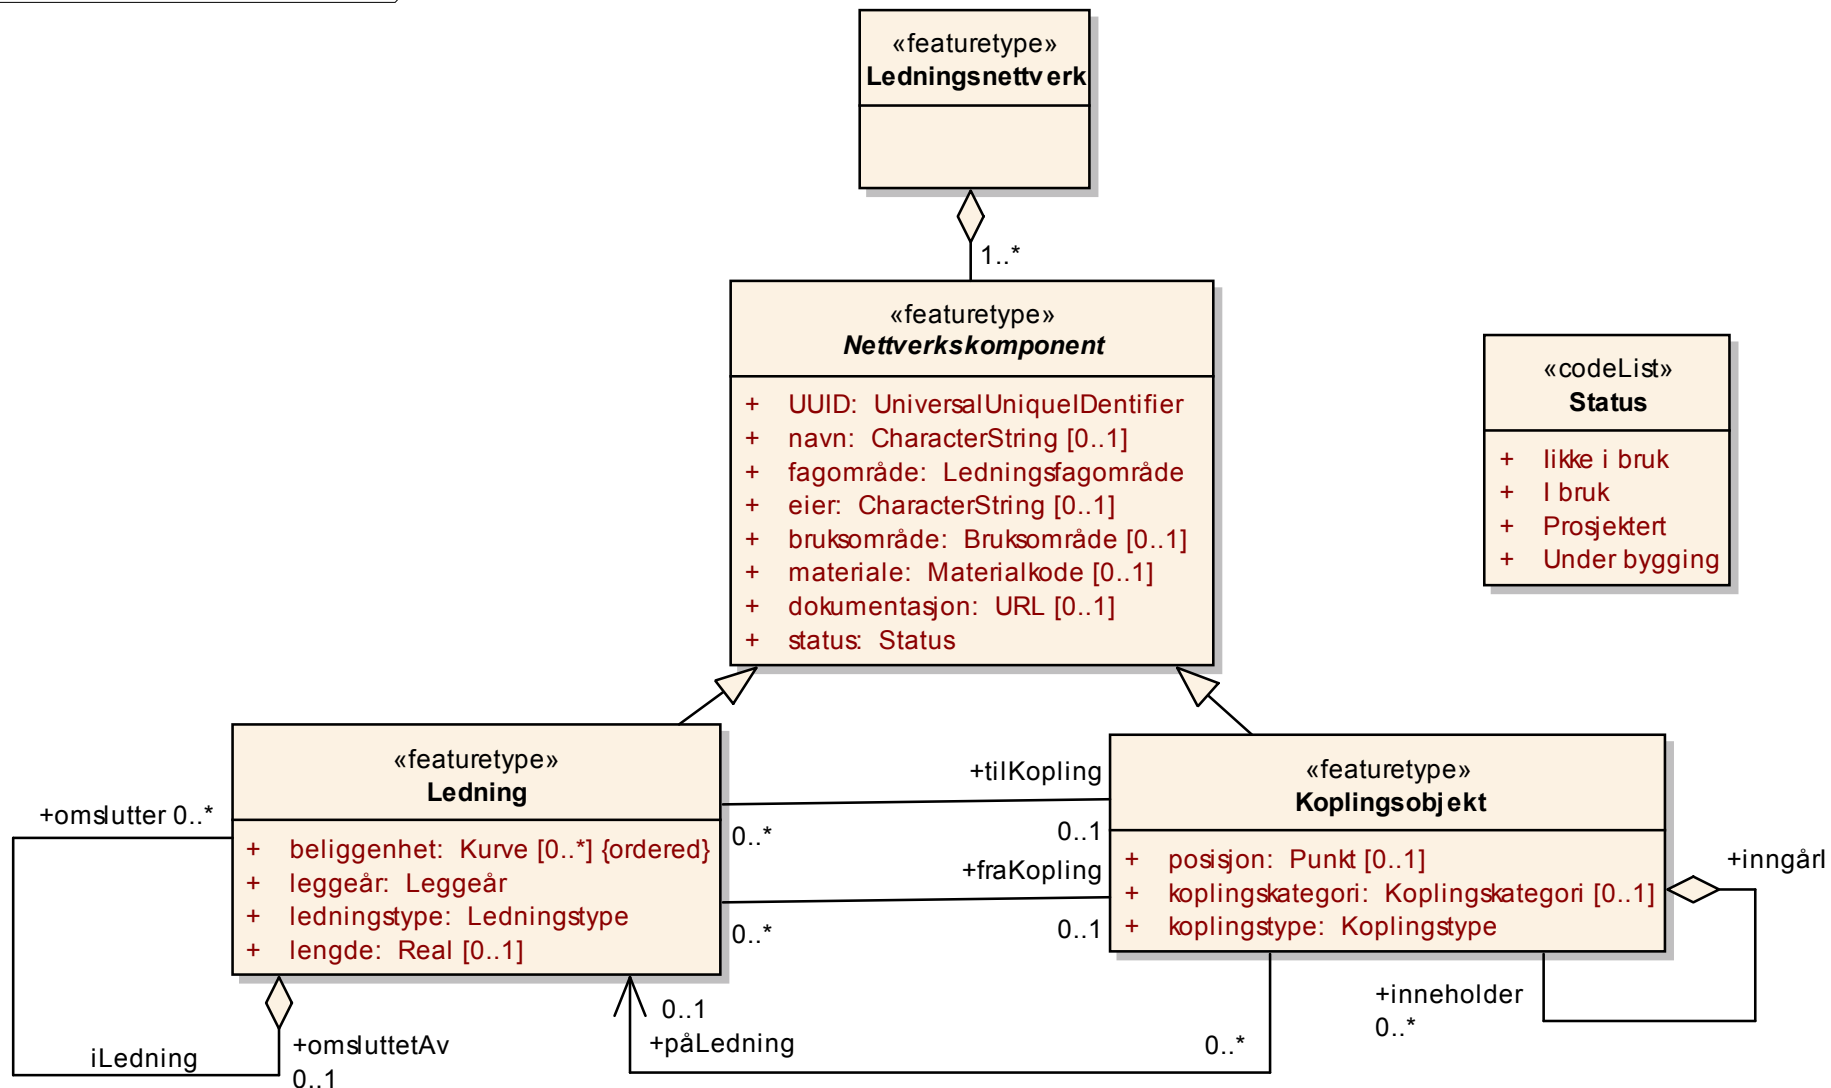 «featuretype»
Ledningsnettverk
1..*
«featuretype»
Nettverkskomponent
+ UUID: UniversalUniqueIDentifier
+ navn: CharacterString [0..1]
+ fagområde: Ledningsfagområde
+ eier: CharacterString [0..1]
+ bruksområde: Bruksområde [0..1]
+ materiale: Materialkode [0..1]
+ dokumentasjon: URL [0..1]
+ status: Status
«codeList»
Status
+ Iikke i bruk
+ I bruk
+ Prosjektert
+ Under bygging
«featuretype»
Ledning
+ beliggenhet: Kurve [0..*] {ordered}
+ leggeår: Leggeår
+ ledningstype: Ledningstype
+ lengde: Real [0..1]
+omslutter 0..*
iLedning
+omsluttetAv
0..1
+tilKopling
0..*
0..1
+fraKopling
0..*
0..1
«featuretype»
Koplingsobjekt
+ posisjon: Punkt [0..1]
+ koplingskategori: Koplingskategori [0..1]
+ koplingstype: Koplingstype
+inngårI
+inneholder
0..*
0..1
+påLedning
0..*